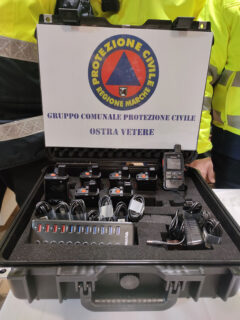 PROTEZIONE CIVILE
REGIONE MARCHE
GRUPPO COMUNALE PROTEZIONE CIVILE
OSTRA VETERE